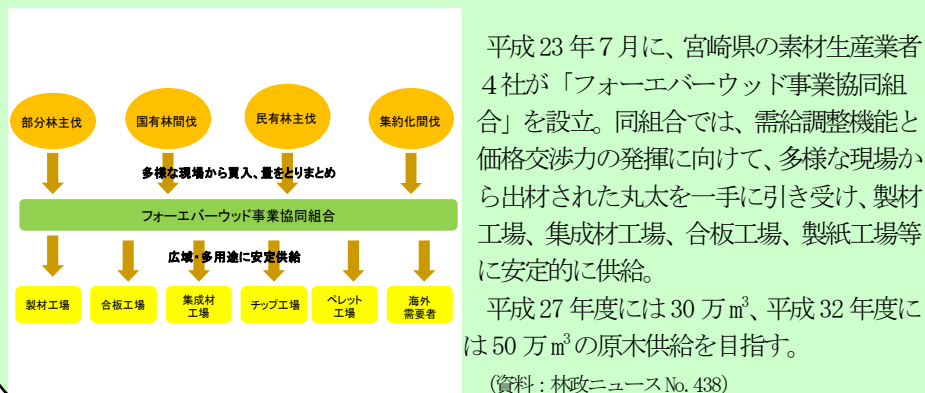 部分林主伐
国有林間伐
民有林主伐
集約化間伐
多様な現場から買入、量をとりまとめ
フォーエバーウッド事業協同組合
広域・多用途に安定供給
製材工場
合板工場
集成材
工場
チップ工場
ペレット
工場
海外
需要者
平成 23 年７月に、宮崎県の素材生産業者
４社が「フォーエバーウッド事業協同組
合」を設立。同組合では、需給調整機能と
価格交渉力の発揮に向けて、多様な現場か
ら出材された丸太を一手に引き受け、製材
工場、集成材工場、合板工場、製紙工場等
に安定的に供給。
平成 27 年度には 30 万㎥、平成 32 年度に
は 50 万㎥の原木供給を目指す。
（資料：林政ニュース No. 438）